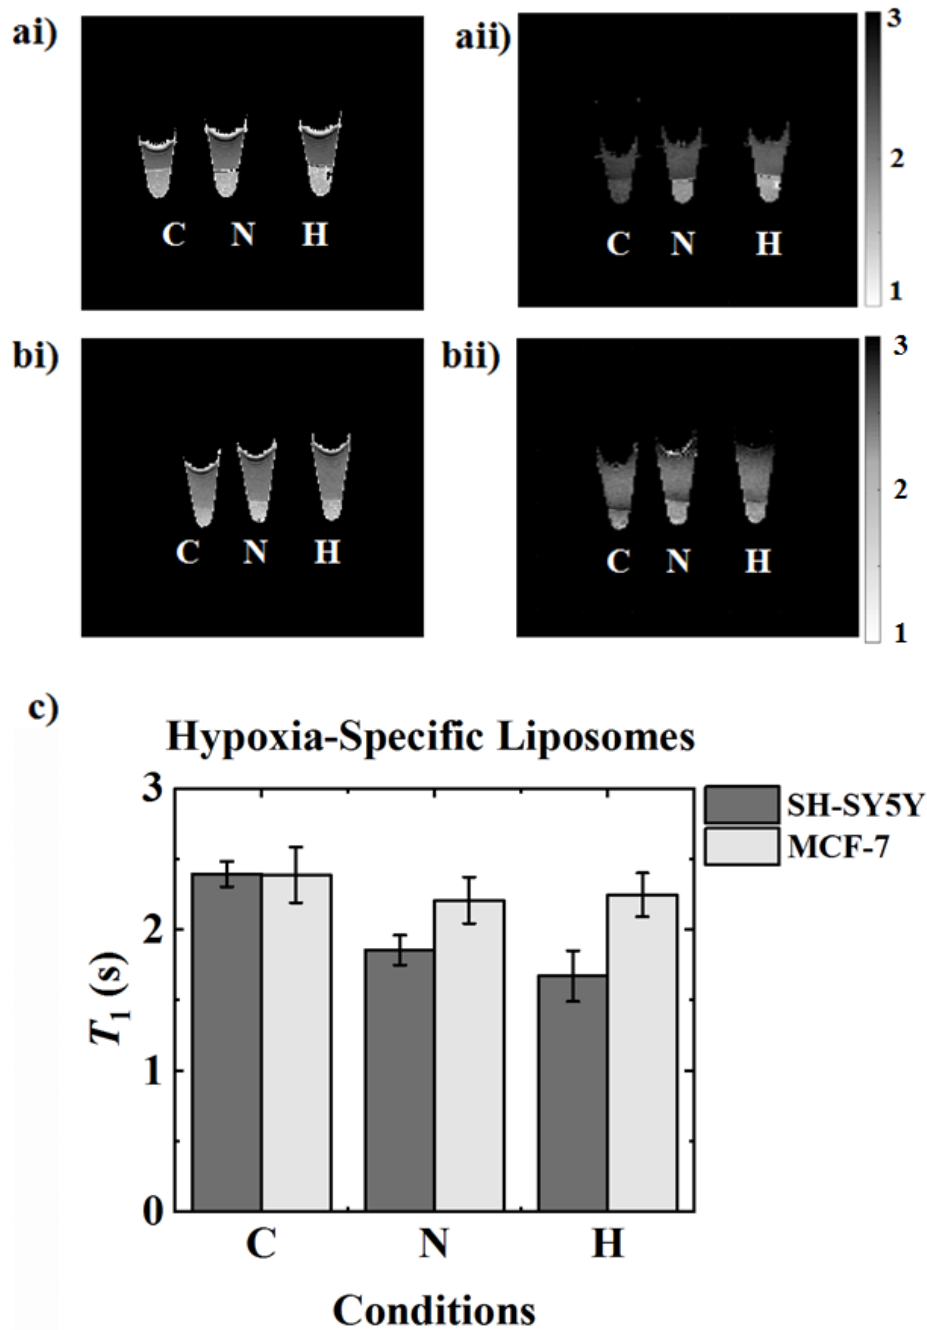 ai)
C N H
aii)
C N H
3
2
1
bi)
C N H
bii)
C N H
3
2
1
c)
Hypoxia-Specific Liposomes
SH-SY5Y
MCF-7
3
2
1
0
T₁ (s)
C N H
Conditions